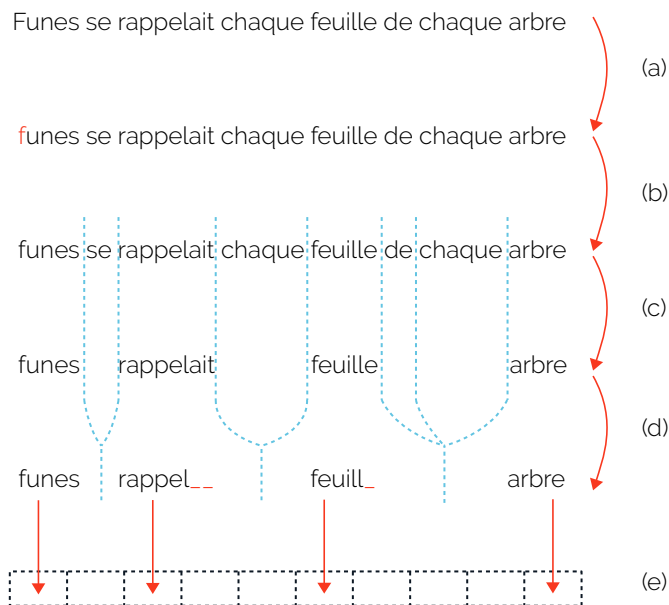 Funes se rappelait chaque feuille de chaque arbre
(a)
funes se rappelait chaque feuille de chaque arbre
(b)
funes se rappelait chaque feuille de chaque arbre
(c)
funes rappelait feuille arbre
(d)
funes rappel__ feuill_ arbre
(e)